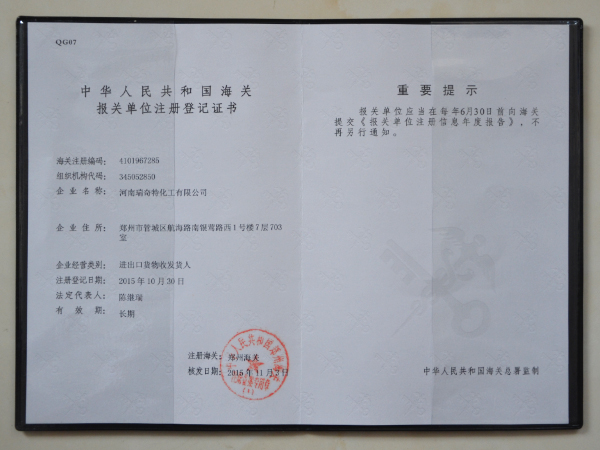 QG07
中华人民共和国海关
报关单位注册登记证书
海关注册编码： 4101967285
组织机构代码： 345052850
企 业 名 称： 河南瑞奇特化工有限公司
企 业 住 所： 郑州市管城区航海路南银莺路西1号楼7层703
室
企业经营类别： 进出口货物收发货人
注册登记日期： 2015年10月30日
法定代表人： 陈继瑞
有 效 期： 长期
注册海关： 郑州海关
核发日期： 2015年11月2日
重 要 提 示
报关单位应当在每年6月30日前向海关
提交《报关单位注册信息年度报告》，不
再另行通知。
中华人民共和国海关总署监制